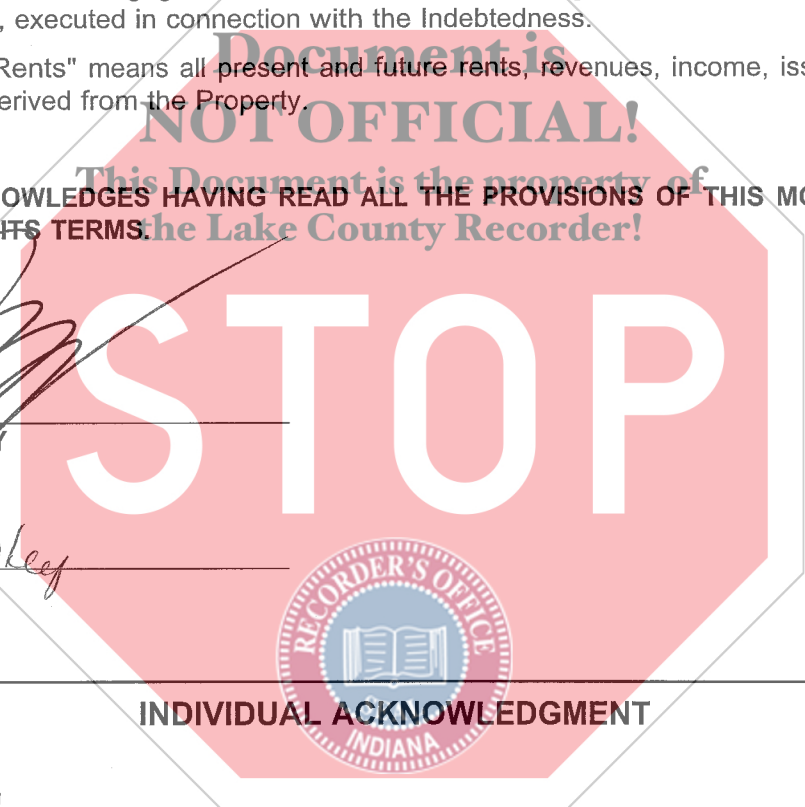 , executed in connection with the Indebtedness.
Document is
Rents" means all present and future rents, revenues, income, iss
erived from the Property.
NOT OFFICIAL!
This Document is the property of
OWLEDGES HAVING READ ALL THE PROVISIONS OF THIS MO
ITS TERMS.
the Lake County Recorder!
STOP
RECORDER'S OFFICE
INDIANA
INDIVIDUAL ACKNOWLEDGMENT